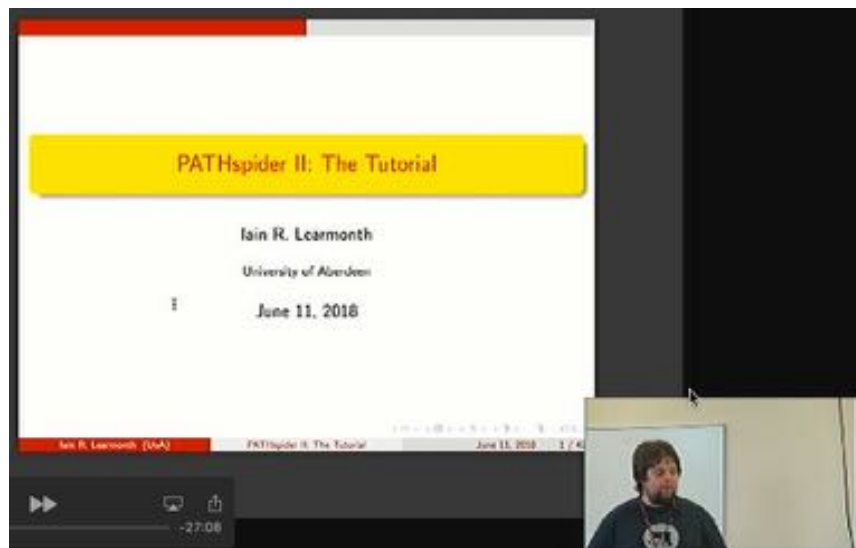 PATHspider II: The Tutorial
Iain R. Learmonth
University of Aberdeen
June 11, 2018
Iain R. Learmonth (UoA) PATHspider II: The Tutorial June 11, 2018 1 /
-27:08